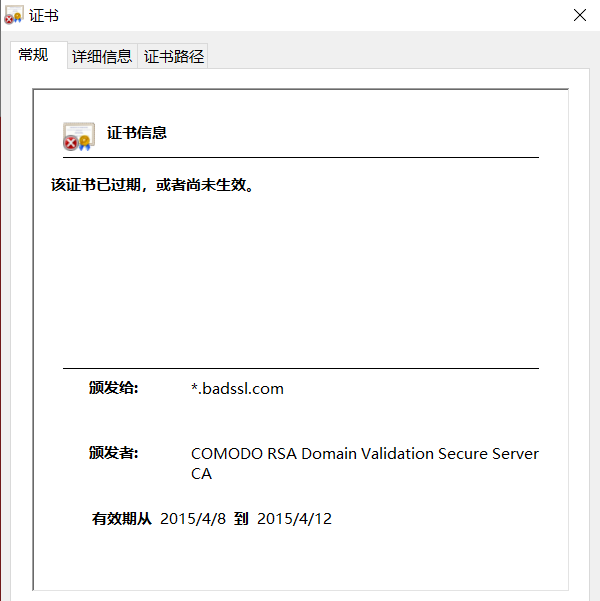 证书
常规 详细信息 证书路径
证书信息
该证书已过期，或者尚未生效。
颁发给: *.badssl.com
颁发者: COMODO RSA Domain Validation Secure Server
CA
有效期从 2015/4/8 到 2015/4/12